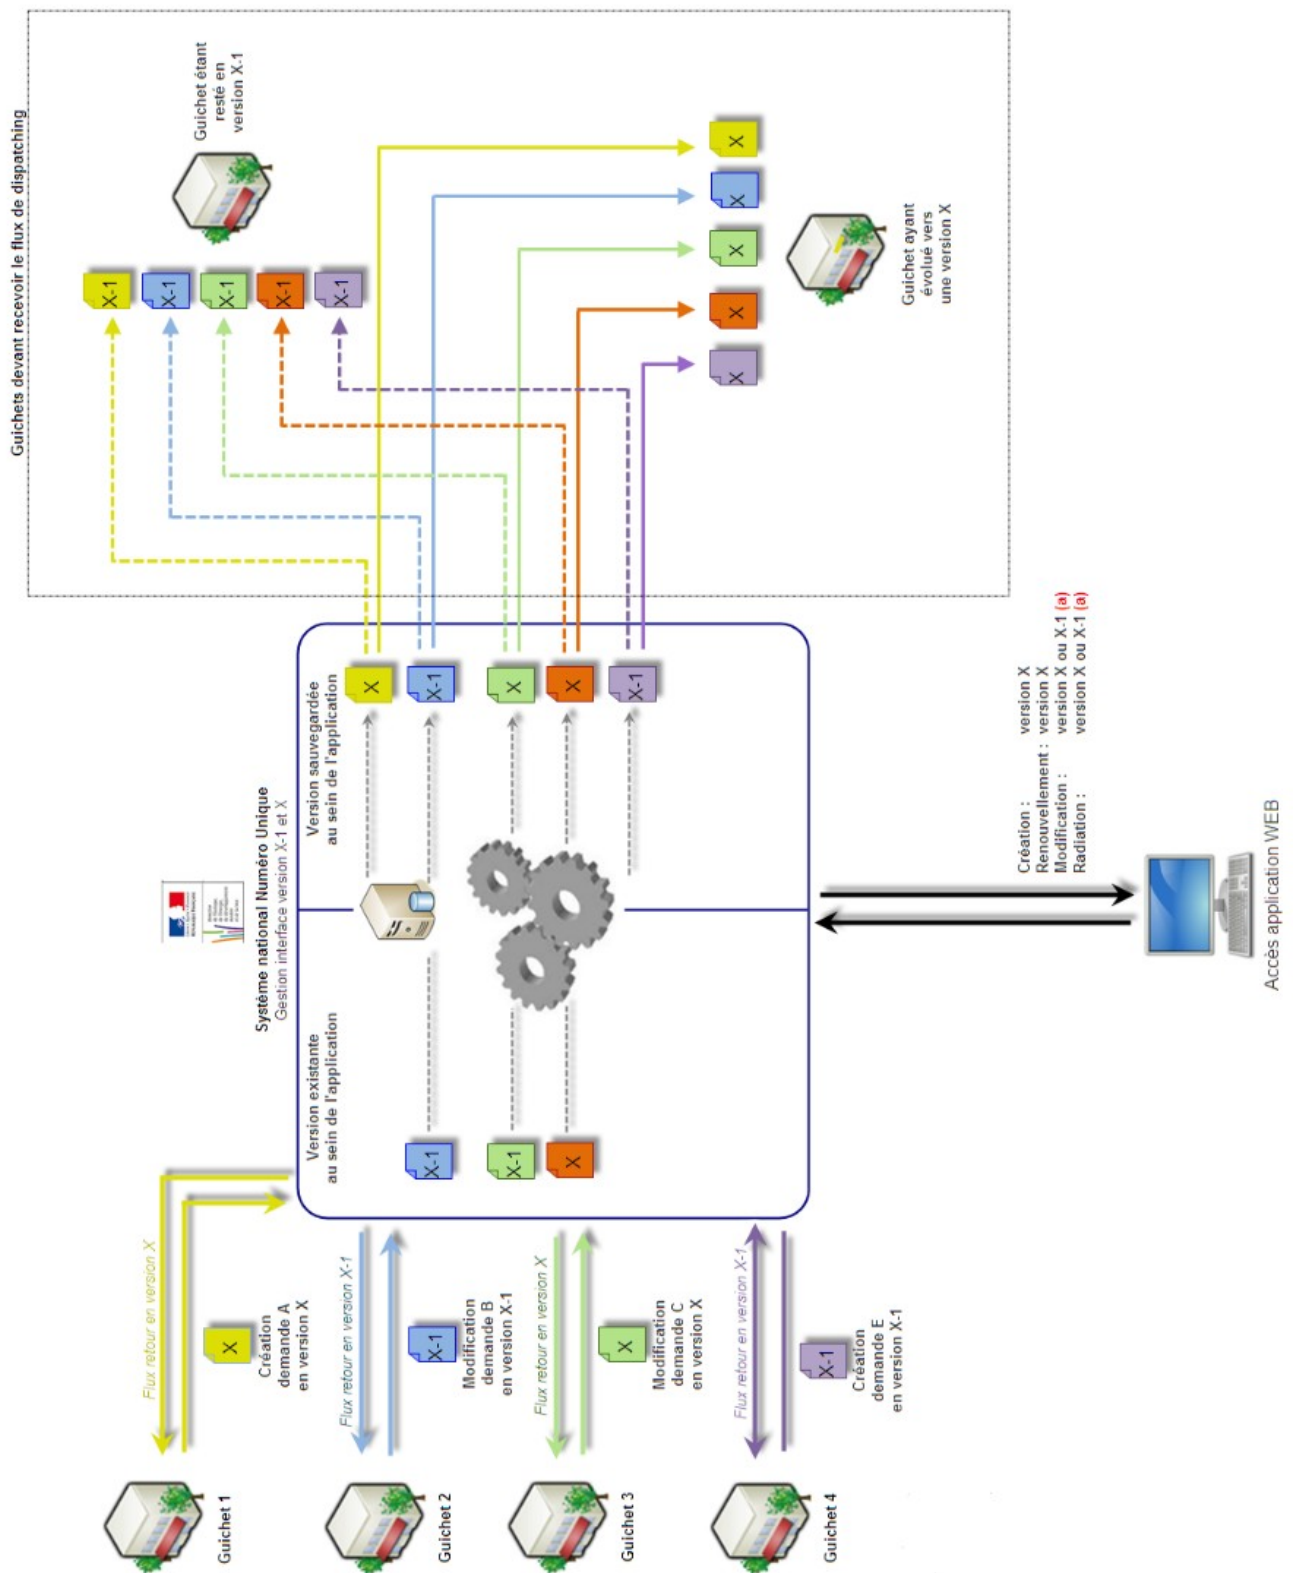 Guichets devant recevoir le flux de dispatching
Guichet étant
resté en
version X-1
X-1
X-1
X-1
X-1
X-1
X
X
X
X
X
Guichet ayant
évolué vers
une version X
Système national Numéro Unique
Gestion interface version X-1 et X
Version existante
au sein de l'application
Version sauvegardée
au sein de l'application
X-1
X-1
X
X
X-1
X
X
X-1
Guichet 1
Flux retour en version X
X
Création
demande A
en version X
Guichet 2
Flux retour en version X-1
X-1
Modification
demande B
en version X-1
Guichet 3
Flux retour en version X
X
Modification
demande C
en version X
Guichet 4
Flux retour en version X-1
X-1
Création
demande E
en version X-1
Création : version X
Renouvellement : version X
Modification : version X ou X-1 (a)
Radiation : version X ou X-1 (a)
Accès application WEB